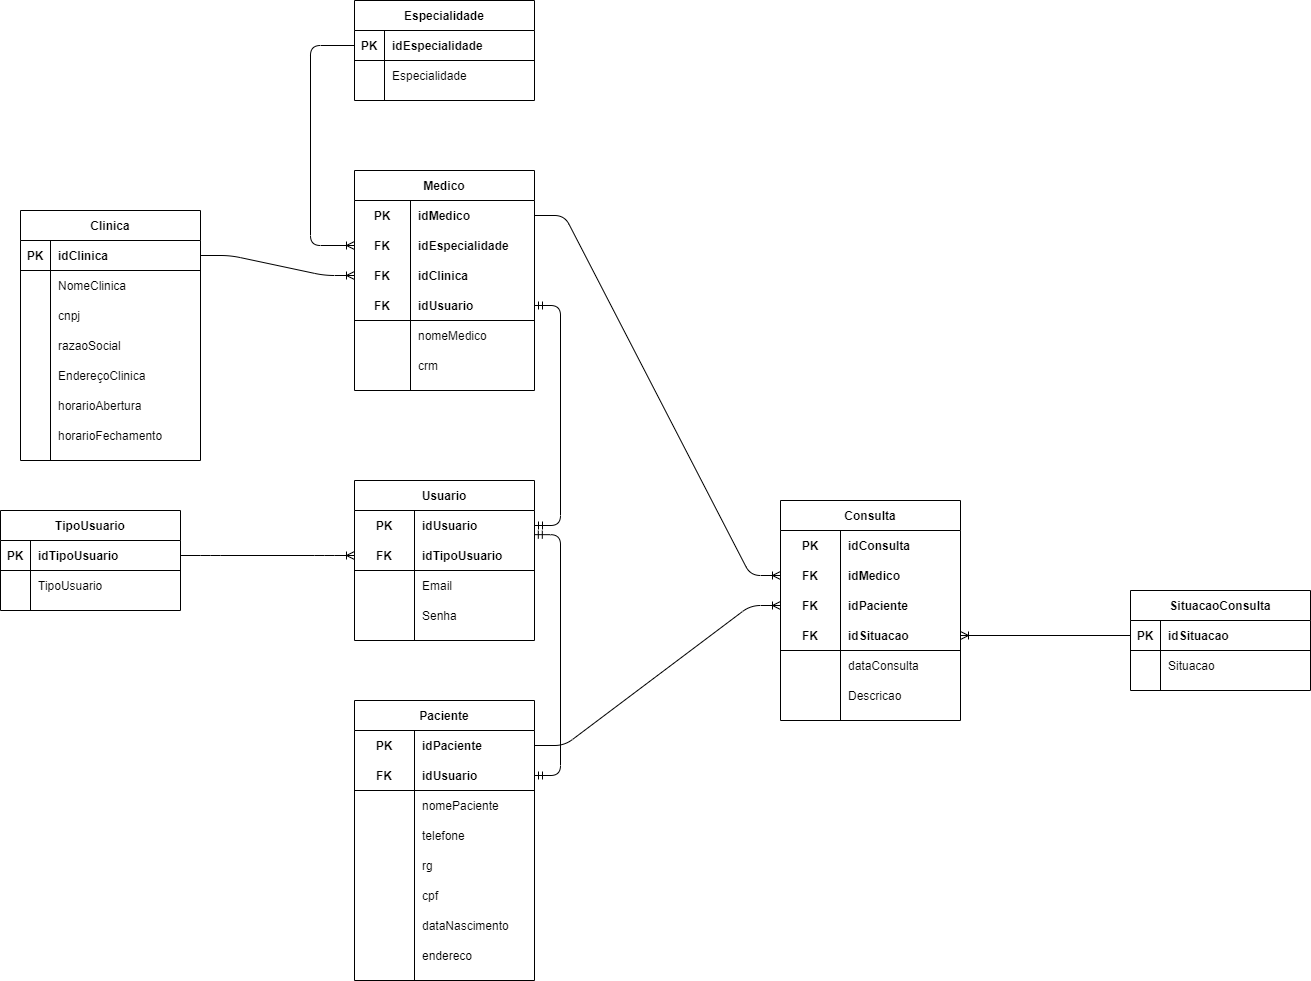 Especialidade
PK idEspecialidade
Especialidade
Medico
PK idMedico
FK idEspecialidade
FK idClinica
FK idUsuario
nomeMedico
crm
Clinica
PK idClinica
NomeClinica
cnpj
razaoSocial
EndereçoClinica
horarioAbertura
horarioFechamento
Usuario
PK idUsuario
FK idTipoUsuario
Email
Senha
TipoUsuario
PK idTipoUsuario
TipoUsuario
Consulta
PK idConsulta
FK idMedico
FK idPaciente
FK idSituacao
dataConsulta
Descricao
SituacaoConsulta
PK idSituacao
Situacao
Paciente
PK idPaciente
FK idUsuario
nomePaciente
telefone
rg
cpf
dataNascimento
endereco